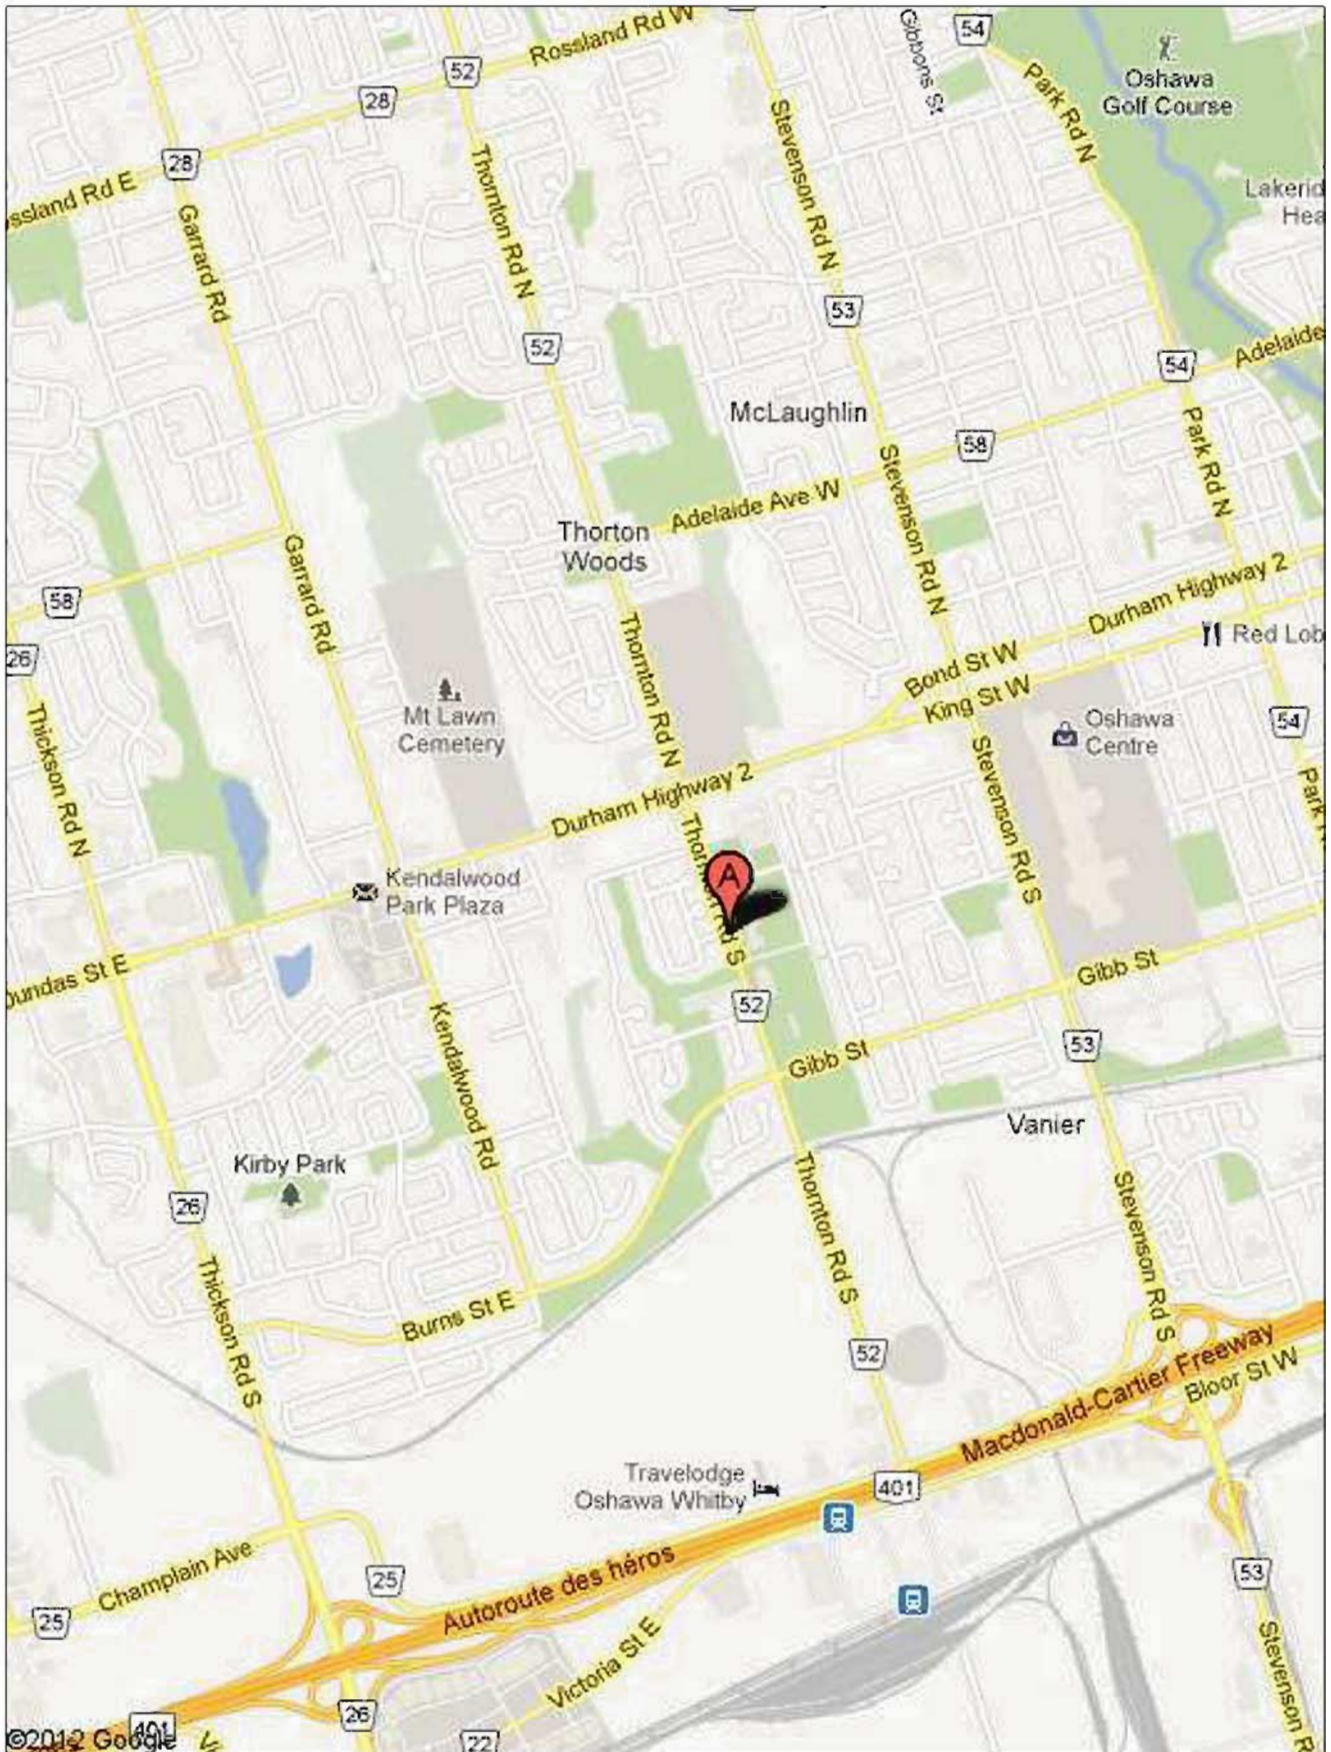 Rossland Rd W
Gibbons St
54
Oshawa
Golf Course
52
28
Park Rd N
Stevenson Rd N
28
Thornton Rd N
Rd E
Garrard Rd
53
52
54
Adelaide
McLaughlin
58
Park Rd N
Stevenson Rd N
Adelaide Ave W
Thorton
Woods
Garrard Rd
58
Durham Highway 2
Thornton Rd N
Red Lob
26
Bond St W
King St W
Mt Lawn
Cemetery
Oshawa
Centre
54
Thickson Rd N
Stevenson Rd S
Durham Highway 2
Park
A
Kendalwood
Park Plaza
Rd S
St E
Gibb St
52
Kendalwood Rd
53
Gibb St
Vanier
Kirby Park
Thornton Rd S
26
Stevenson Rd S
Thickson Rd S
Burns St E
52
Macdonald-Cartier Freeway
Bloor St W
Travelodge
Oshawa Whitby
401
Champlain Ave
25
Autoroute des héros
53
25
Victoria St E
Stevenson R
26
401
©2012 Google
22